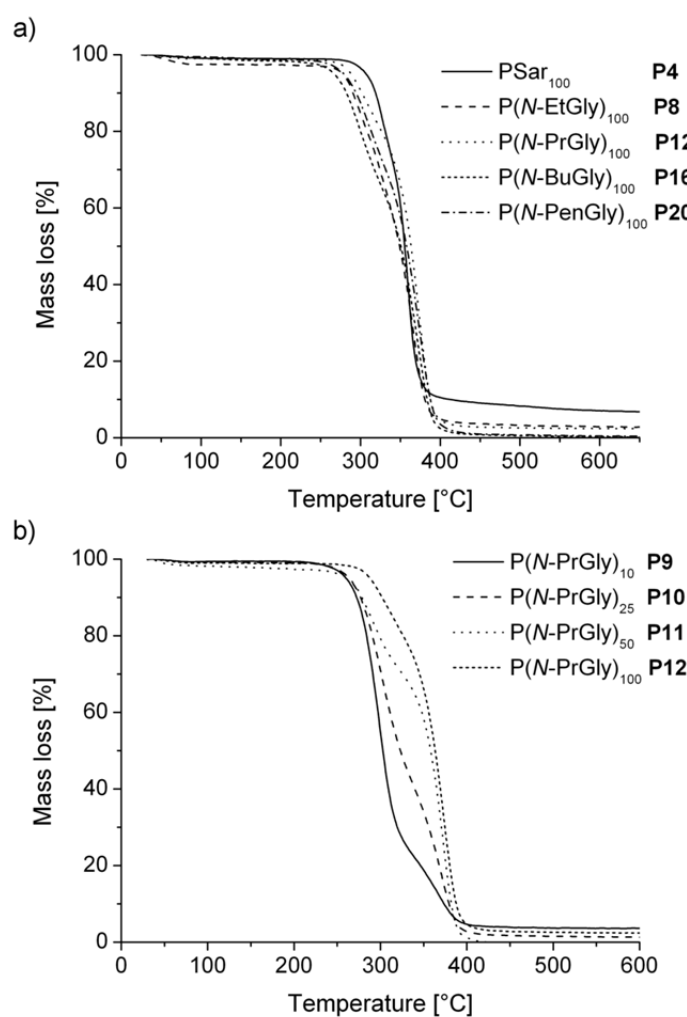 a)
100
80
60
40
20
0
Mass loss [%]
PSar₁₀₀ P4
P(N-EtGly)₁₀₀ P8
P(N-PrGly)₁₀₀ P12
P(N-BuGly)₁₀₀ P16
P(N-PenGly)₁₀₀ P20
0 100 200 300 400 500 600
Temperature [°C]
b)
100
80
60
40
20
0
Mass loss [%]
P(N-PrGly)₁₀ P9
P(N-PrGly)₂₅ P10
P(N-PrGly)₅₀ P11
P(N-PrGly)₁₀₀ P12
0 100 200 300 400 500 600
Temperature [°C]